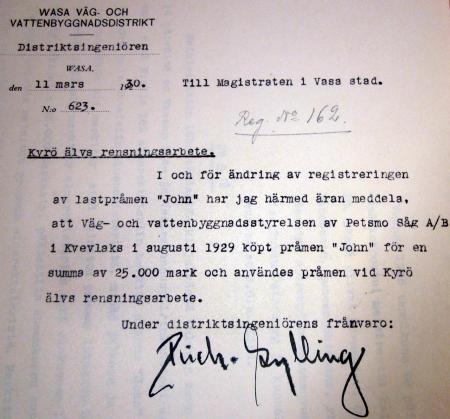 WASA VÄG- OCH
VATTENBYGGNADSDISTRIKT
Distriktsingeniören
WASA.
den 11 mars 1930.
Till Magistraten i Vasa stad.
N:o 623.
Reg. No 162.
Kyrö älvs rensningsarbete.
I och för ändring av registreringen
av lastpråmen "John" har jag härmed äran meddela,
att Väg- och vattenbyggnadsstyrelsen av Petsmo Såg A/B
i Kvevlaks i augusti 1929 köpt pråmen "John" för en
summa av 25.000 mark och användes pråmen vid Kyrö
älvs rensningsarbete.
Under distriktsingeniörens frånvaro:
Gylling